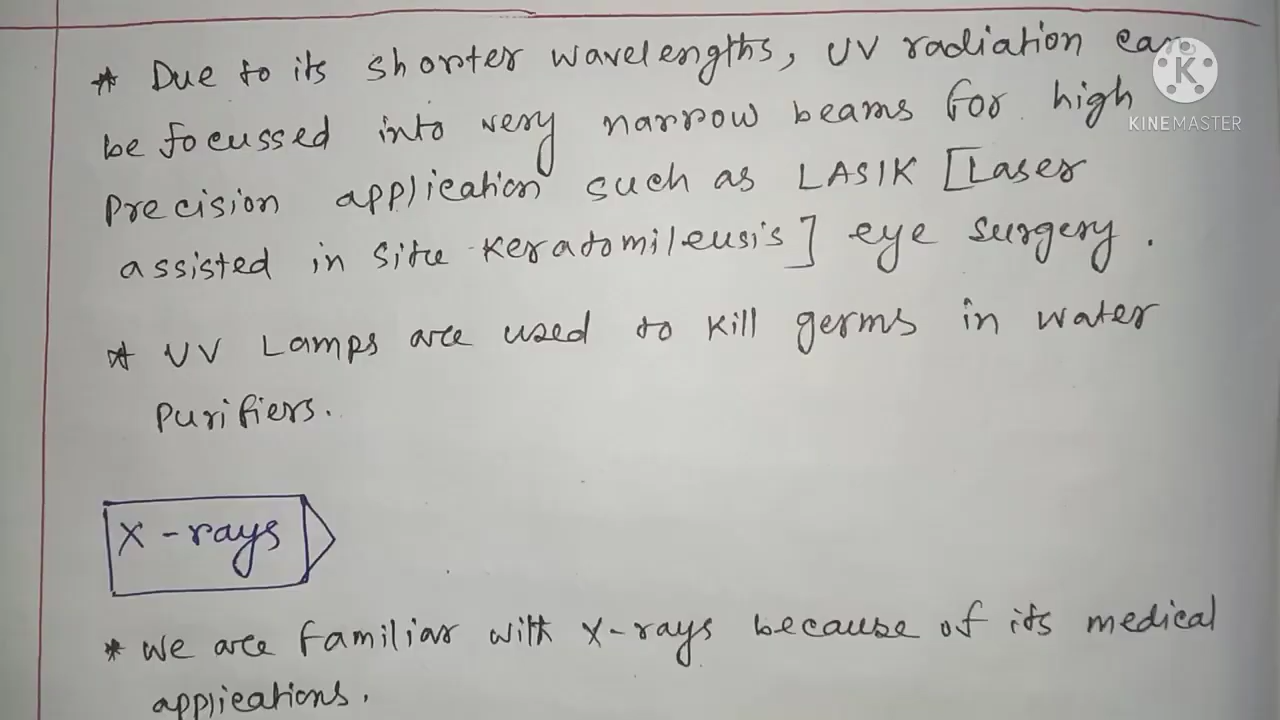 * Due to its shorter wavelengths, UV radiation can
be focussed into very narrow beams for high
precision application such as LASIK [Laser
assisted in situ keratomileusis] eye surgery.
* UV Lamps are used to kill germs in water
purifiers.
X-rays
* We are familiar with X-rays because of its medical
applications.
K
KINEMASTER